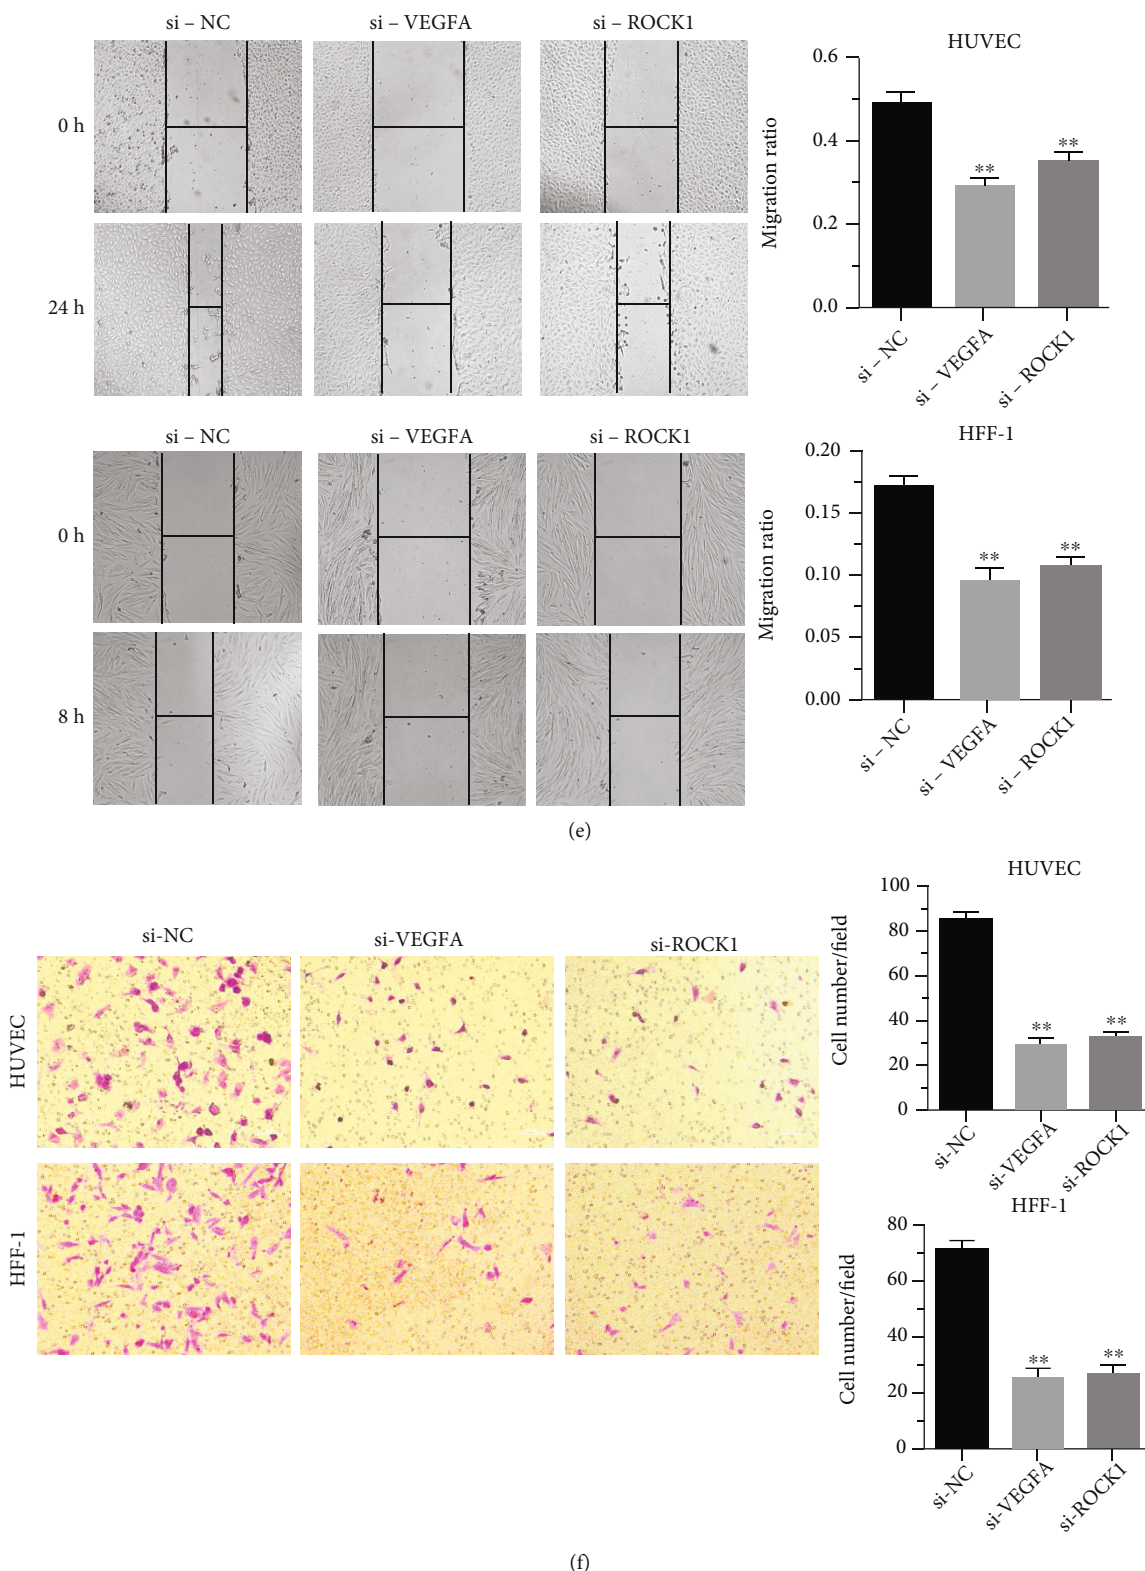 si – NC
si – VEGFA
si – ROCK1
0 h
24 h
HUVEC
Migration ratio
0.6
0.4
0.2
0.0
**
**
si – NC
si – VEGFA
si – ROCK1
si – NC
si – VEGFA
si – ROCK1
0 h
8 h
HFF-1
Migration ratio
0.20
0.15
0.10
0.05
0.00
**
**
si – NC
si – VEGFA
si – ROCK1
(e)
si-NC
si-VEGFA
si-ROCK1
HUVEC
HFF-1
HUVEC
Cell number/field
100
80
60
40
20
0
**
**
si-NC
si-VEGFA
si-ROCK1
HFF-1
Cell number/field
80
60
40
20
0
**
**
si-NC
si-VEGFA
si-ROCK1
(f)